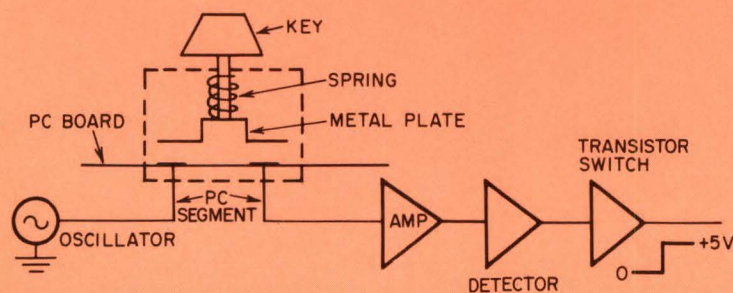 KEY
SPRING
PC BOARD
METAL PLATE
TRANSISTOR
SWITCH
PC
SEGMENT
AMP
OSCILLATOR
+5V
0
DETECTOR